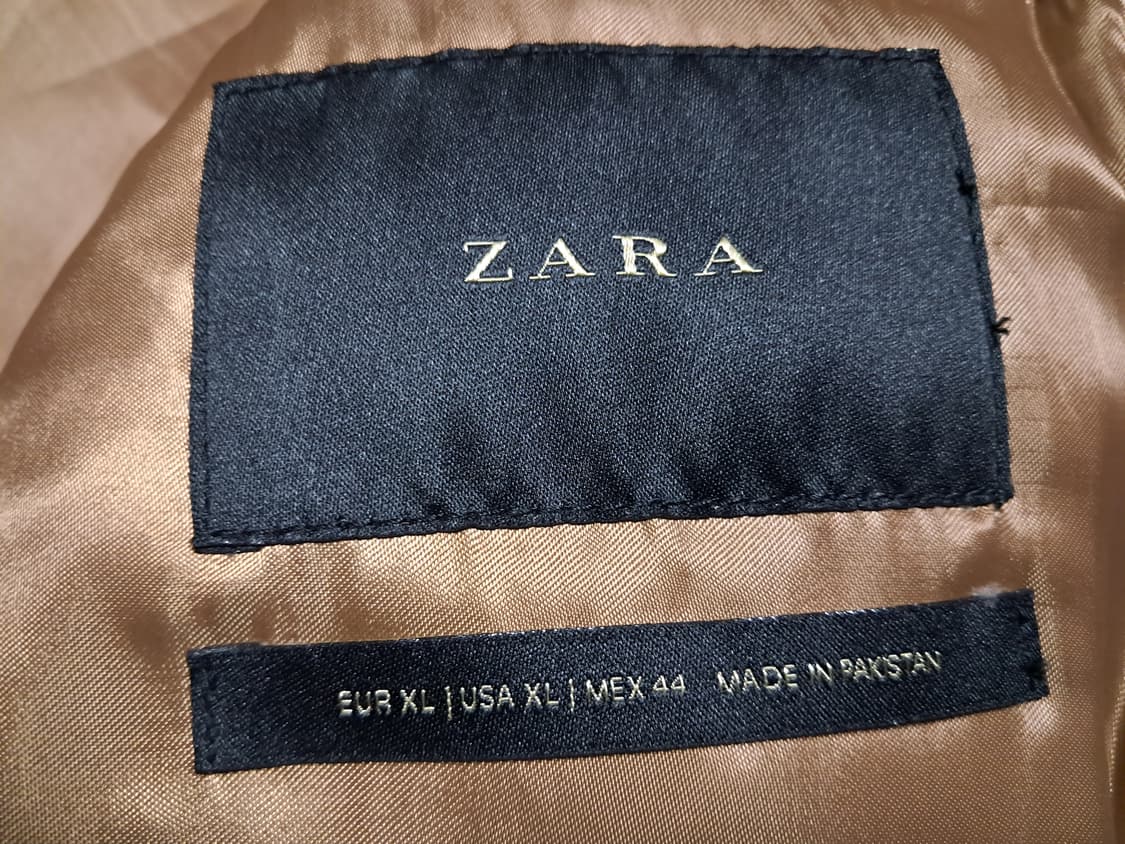 ZARA
EUR XL | USA XL | MEX 44 MADE IN PAKISTAN